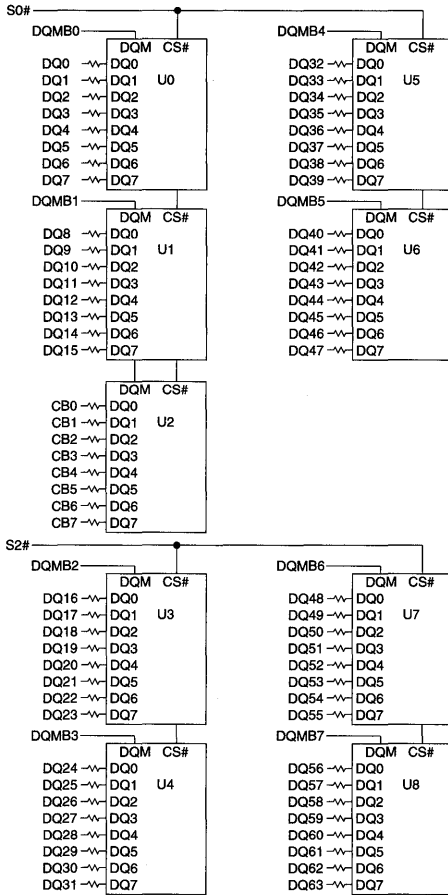 S0#
DQMB0
DQM CS#
DQ0 DQ0
DQ1 DQ1 U0
DQ2 DQ2
DQ3 DQ3
DQ4 DQ4
DQ5 DQ5
DQ6 DQ6
DQ7 DQ7
DQMB1
DQM CS#
DQ8 DQ0
DQ9 DQ1 U1
DQ10 DQ2
DQ11 DQ3
DQ12 DQ4
DQ13 DQ5
DQ14 DQ6
DQ15 DQ7
DQM CS#
CB0 DQ0
CB1 DQ1 U2
CB2 DQ2
CB3 DQ3
CB4 DQ4
CB5 DQ5
CB6 DQ6
CB7 DQ7
DQMB4
DQM CS#
DQ32 DQ0
DQ33 DQ1 U5
DQ34 DQ2
DQ35 DQ3
DQ36 DQ4
DQ37 DQ5
DQ38 DQ6
DQ39 DQ7
DQMB5
DQM CS#
DQ40 DQ0
DQ41 DQ1 U6
DQ42 DQ2
DQ43 DQ3
DQ44 DQ4
DQ45 DQ5
DQ46 DQ6
DQ47 DQ7
S2#
DQMB2
DQM CS#
DQ16 DQ0
DQ17 DQ1 U3
DQ18 DQ2
DQ19 DQ3
DQ20 DQ4
DQ21 DQ5
DQ22 DQ6
DQ23 DQ7
DQMB3
DQM CS#
DQ24 DQ0
DQ25 DQ1 U4
DQ26 DQ2
DQ27 DQ3
DQ28 DQ4
DQ29 DQ5
DQ30 DQ6
DQ31 DQ7
DQMB6
DQM CS#
DQ48 DQ0
DQ49 DQ1 U7
DQ50 DQ2
DQ51 DQ3
DQ52 DQ4
DQ53 DQ5
DQ54 DQ6
DQ55 DQ7
DQMB7
DQM CS#
DQ56 DQ0
DQ57 DQ1 U8
DQ58 DQ2
DQ59 DQ3
DQ60 DQ4
DQ61 DQ5
DQ62 DQ6
DQ63 DQ7